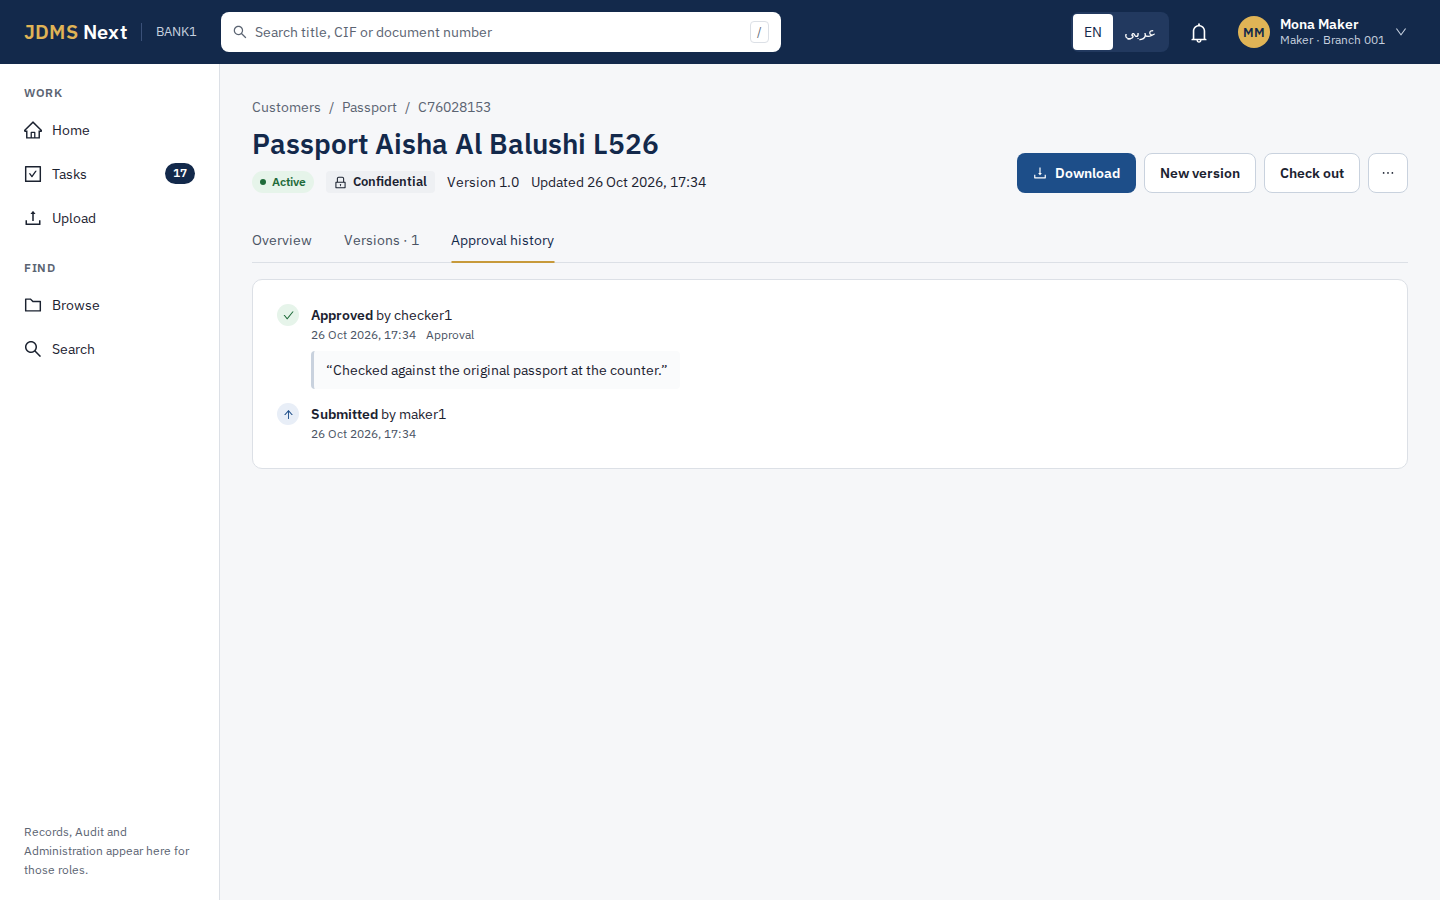 JDMS Next
BANK1
Search title, CIF or document number
/
EN
عربي
MM
Mona Maker
Maker · Branch 001
WORK
Home
Tasks
17
Upload
FIND
Browse
Search
Records, Audit and
Administration appear here for
those roles.
Customers / Passport / C76028153
Passport Aisha Al Balushi L526
Active
Confidential
Version 1.0
Updated 26 Oct 2026, 17:34
Download
New version
Check out
···
Overview
Versions · 1
Approval history
Approved by checker1
26 Oct 2026, 17:34 Approval
“Checked against the original passport at the counter.”
Submitted by maker1
26 Oct 2026, 17:34